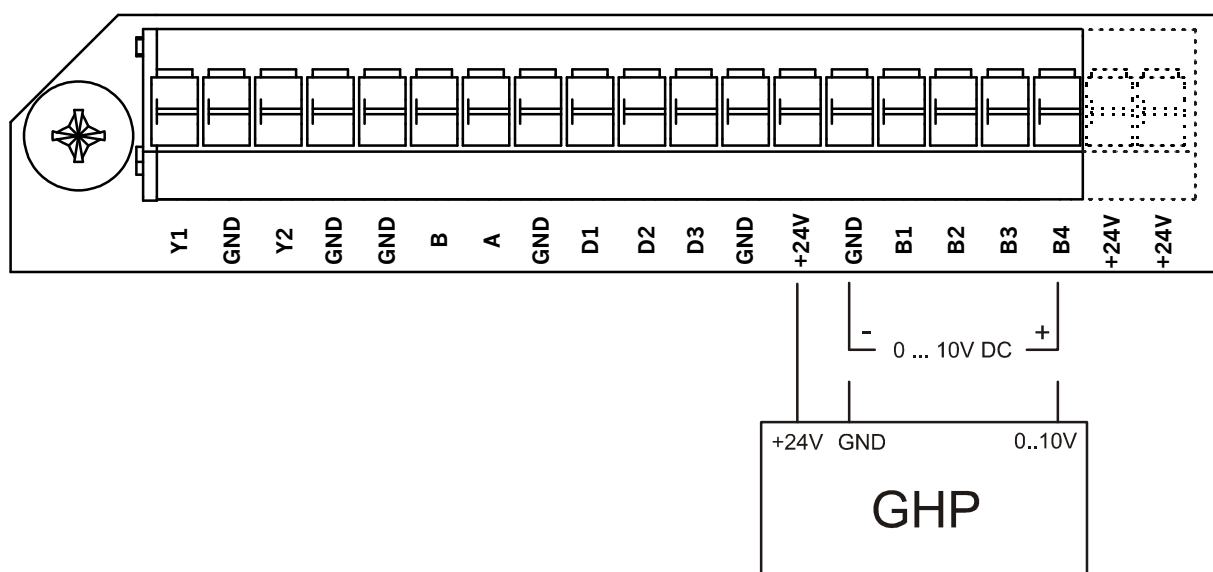 Y1 GND Y2 GND GND B A GND D1 D2 D3 GND +24V GND B1 B2 B3 B4 +24V +24V
- 0 ... 10V DC +
+24V GND 0..10V
GHP